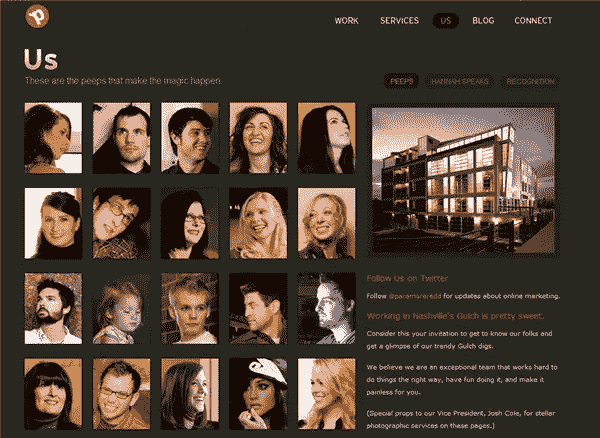 p
WORK SERVICES US BLOG CONNECT
Us
These are the peeps that make the magic happen.
PEEPS HANNAH SPEAKS RECOGNITION
Follow Us on Twitter
Follow @paramoreredd for updates about online marketing.
Working in Nashville's Gulch is pretty sweet.
Consider this your invitation to get to know our folks and
get a glimpse of our trendy Gulch digs.
We believe we are an exceptional team that works hard to
do things the right way, have fun doing it, and make it
painless for you.
(Special props to our Vice President, Josh Cole, for stellar
photographic services on these pages.)